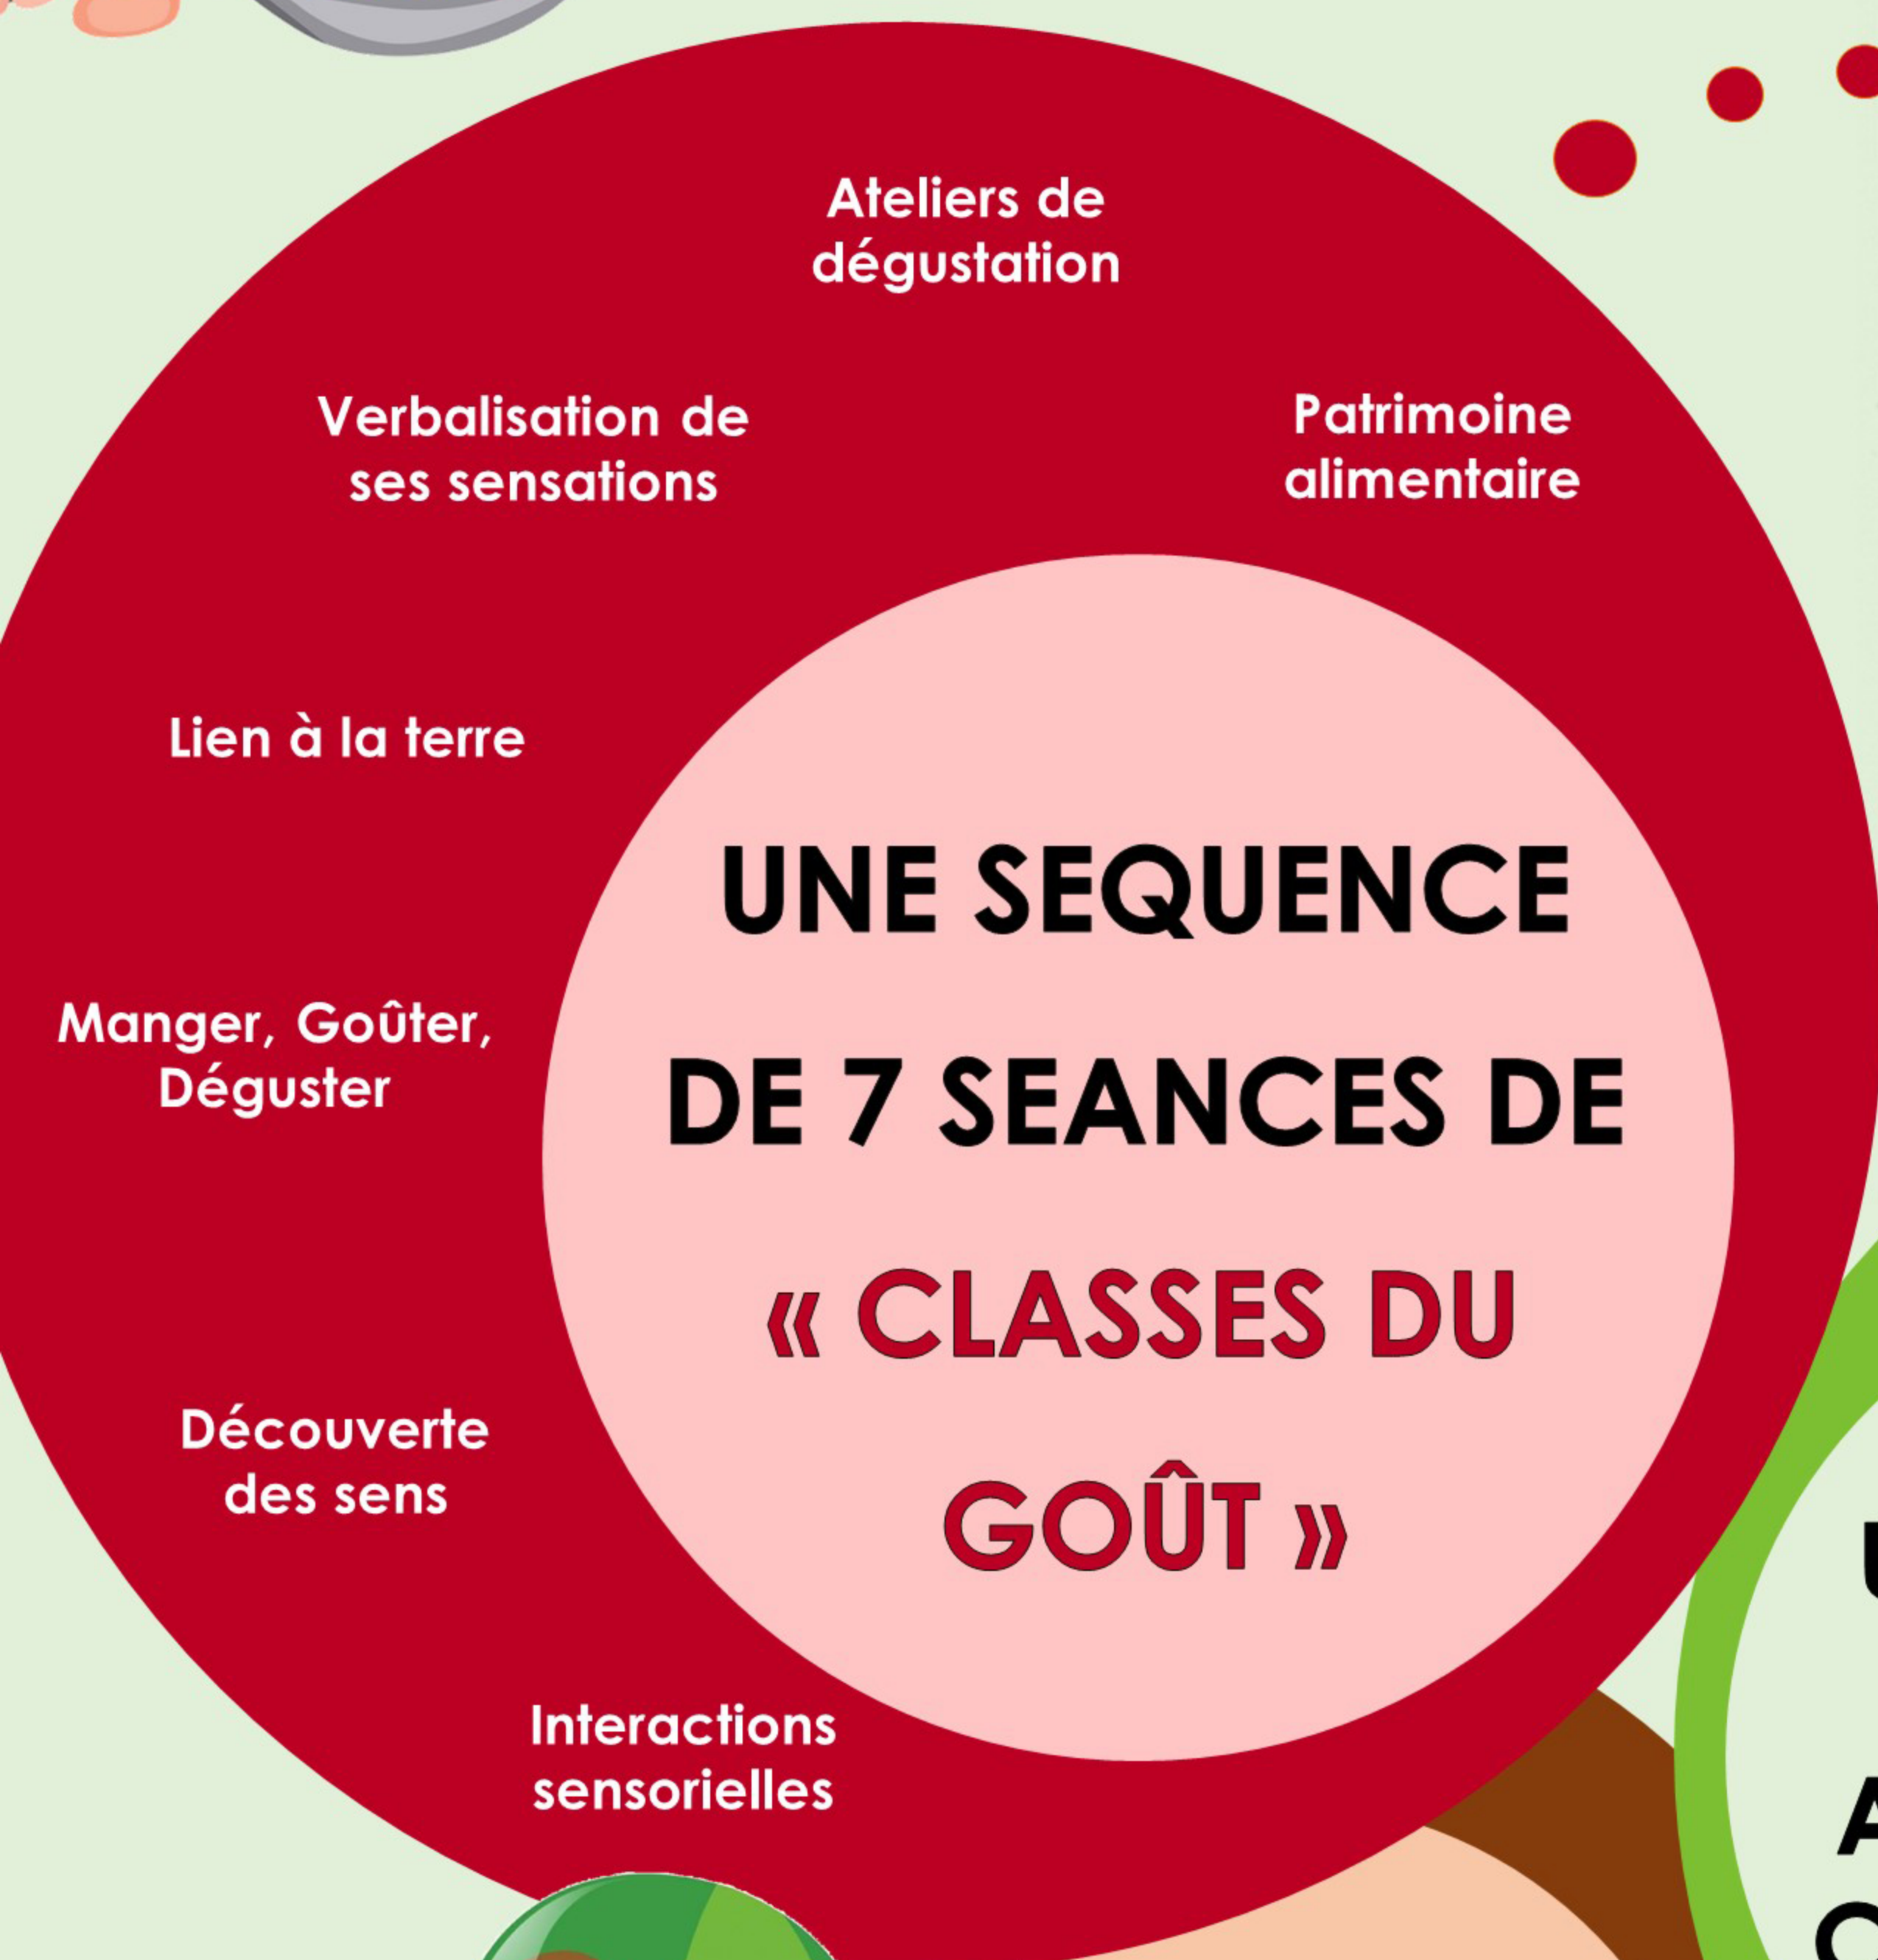 Ateliers de
dégustation
Verbalisation de
ses sensations
Patrimoine
alimentaire
Lien à la terre
Manger, Goûter,
Déguster
Découverte
des sens
Interactions
sensorielles
UNE SEQUENCE
DE 7 SEANCES DE
« CLASSES DU
GOÛT »